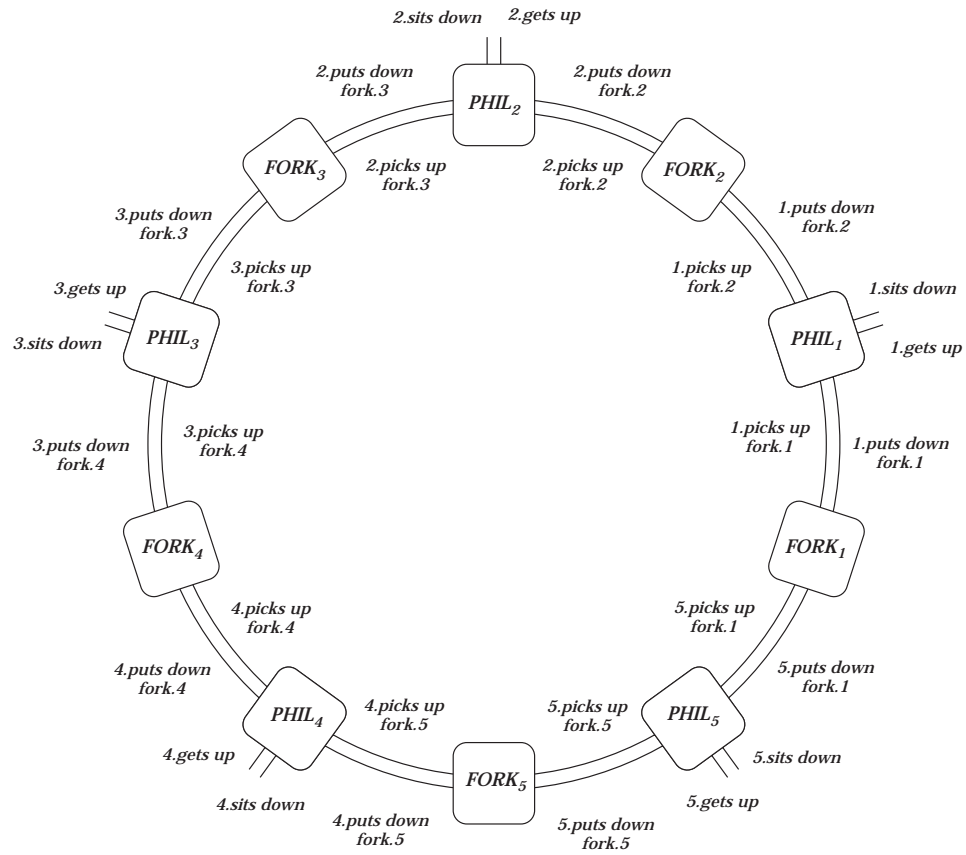 2.sits down
2.gets up
2.puts down
fork.3
PHIL2
2.puts down
fork.2
FORK3
2.picks up
fork.3
2.picks up
fork.2
FORK2
3.puts down
fork.3
3.picks up
fork.3
1.picks up
fork.2
1.puts down
fork.2
3.gets up
3.sits down
PHIL3
PHIL1
1.sits down
1.gets up
3.puts down
fork.4
3.picks up
fork.4
1.picks up
fork.1
1.puts down
fork.1
FORK4
FORK1
4.picks up
fork.4
4.puts down
fork.4
5.picks up
fork.1
5.puts down
fork.1
PHIL4
4.picks up
fork.5
5.picks up
fork.5
PHIL5
4.gets up
4.sits down
FORK5
5.sits down
5.gets up
4.puts down
fork.5
5.puts down
fork.5